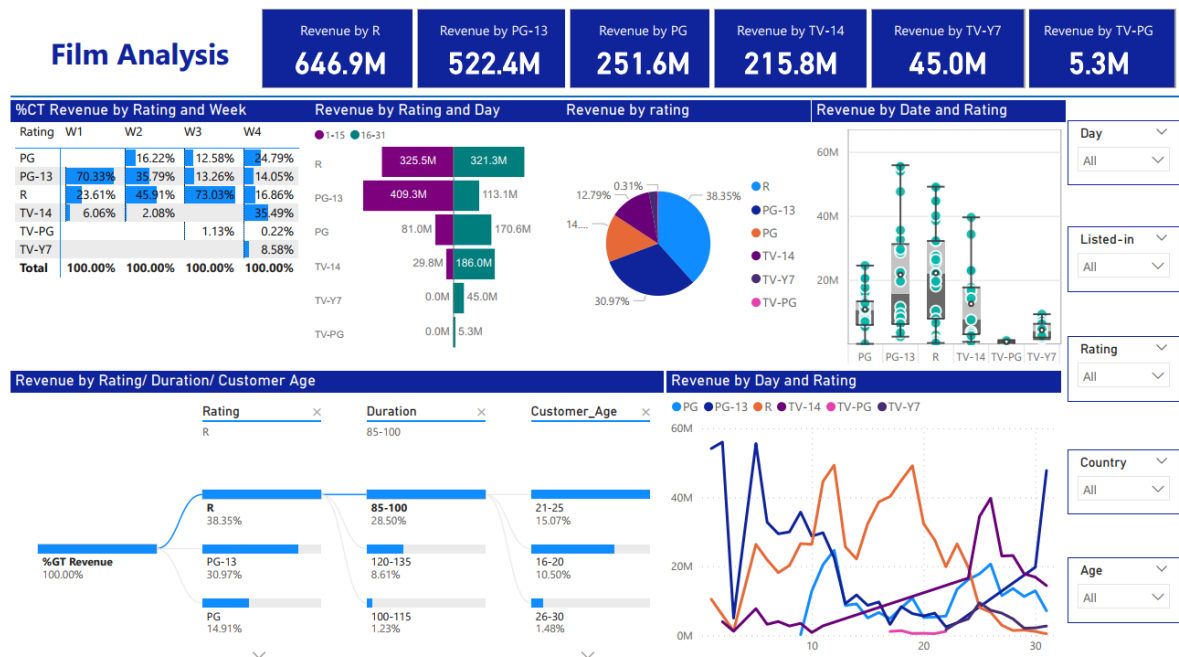 Film Analysis
Revenue by R
646.9M
Revenue by PG-13
522.4M
Revenue by PG
251.6M
Revenue by TV-14
215.8M
Revenue by TV-Y7
45.0M
Revenue by TV-PG
5.3M
%CT Revenue by Rating and Week
Rating W1 W2 W3 W4
PG 16.22% 12.58% 24.79%
PG-13 70.33% 35.79% 13.26% 14.05%
R 23.61% 45.91% 73.03% 16.86%
TV-14 6.06% 2.08% 35.49%
TV-PG 1.13% 0.22%
TV-Y7 8.58%
Total 100.00% 100.00% 100.00% 100.00%
Revenue by Rating and Day
1-15 16-31
R 325.5M 321.3M
PG-13 409.3M 113.1M
PG 81.0M 170.6M
TV-14 29.8M 186.0M
TV-Y7 0.0M 45.0M
TV-PG 0.0M 5.3M
Revenue by rating
0.31%
12.79%
38.35%
14....
30.97%
R
PG-13
PG
TV-14
TV-Y7
TV-PG
Revenue by Date and Rating
60M
40M
20M
PG PG-13 R TV-14 TV-PG TV-Y7
Day
All
Listed-in
All
Rating
All
Country
All
Age
All
Revenue by Rating/ Duration/ Customer Age
Rating
R
Duration
85-100
Customer_Age
%GT Revenue
100.00%
R
38.35%
PG-13
30.97%
PG
14.91%
85-100
28.50%
120-135
8.61%
100-115
1.23%
21-25
15.07%
16-20
10.50%
26-30
1.48%
Revenue by Day and Rating
PG PG-13 R TV-14 TV-PG TV-Y7
60M
40M
20M
0M
10 20 30